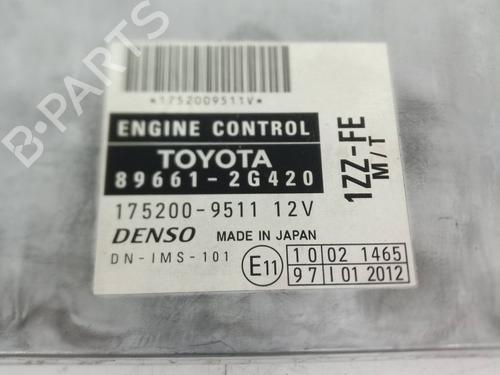 B-PARTS
*1752009511V*
ENGINE CONTROL
TOYOTA
89661-2G420
175200-9511 12V
DENSO MADE IN JAPAN
DN-IMS-101
E11
10 02 1465
97 I 01 2012
1ZZ-FE
M/T